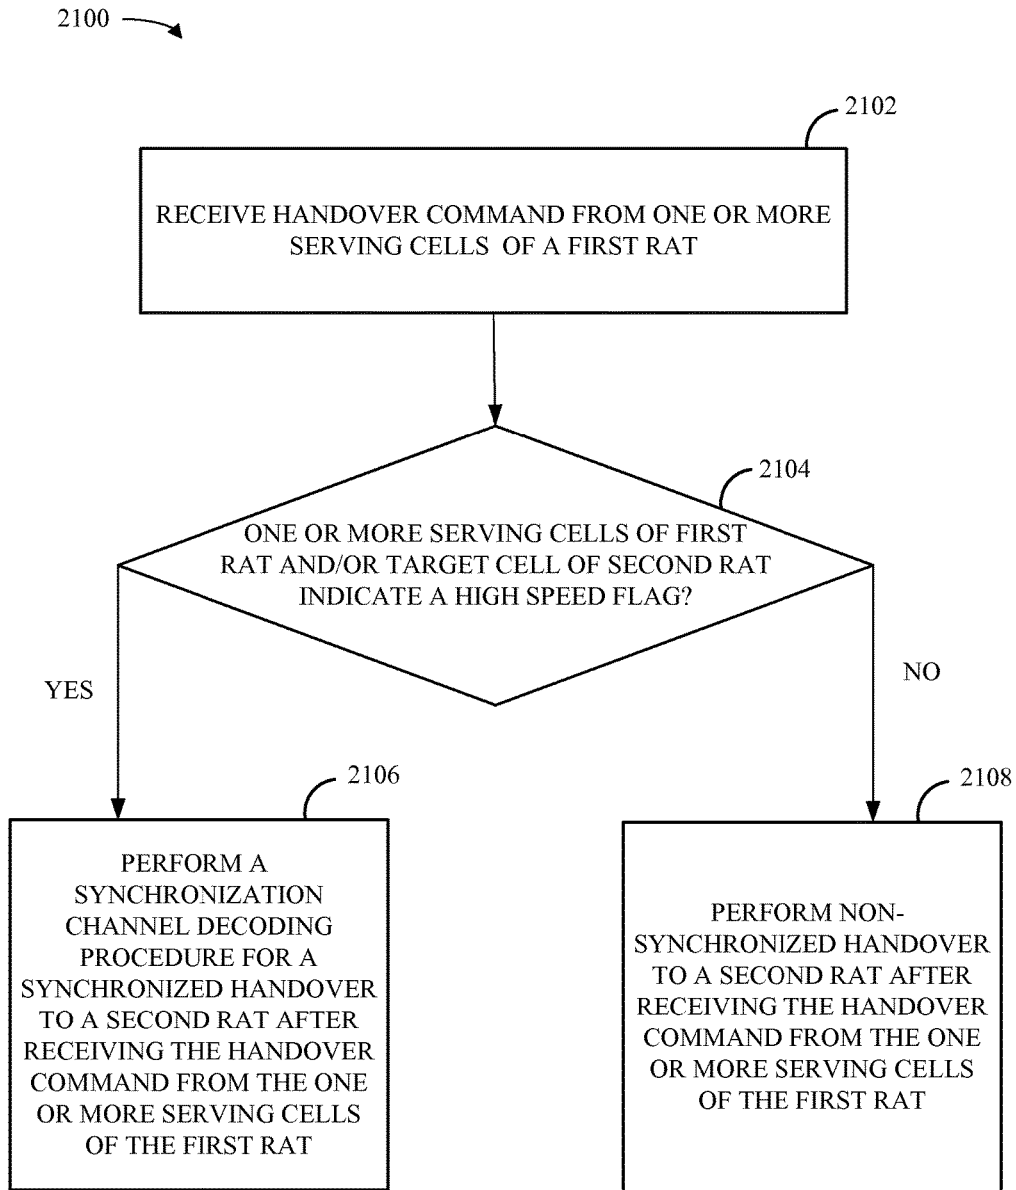 2100
2102
RECEIVE HANDOVER COMMAND FROM ONE OR MORE
SERVING CELLS OF A FIRST RAT
2104
ONE OR MORE SERVING CELLS OF FIRST
RAT AND/OR TARGET CELL OF SECOND RAT
INDICATE A HIGH SPEED FLAG?
YES
NO
2106
PERFORM A
SYNCHRONIZATION
CHANNEL DECODING
PROCEDURE FOR A
SYNCHRONIZED HANDOVER
TO A SECOND RAT AFTER
RECEIVING THE HANDOVER
COMMAND FROM THE ONE
OR MORE SERVING CELLS
OF THE FIRST RAT
2108
PERFORM NON-
SYNCHRONIZED HANDOVER
TO A SECOND RAT AFTER
RECEIVING THE HANDOVER
COMMAND FROM THE ONE
OR MORE SERVING CELLS
OF THE FIRST RAT